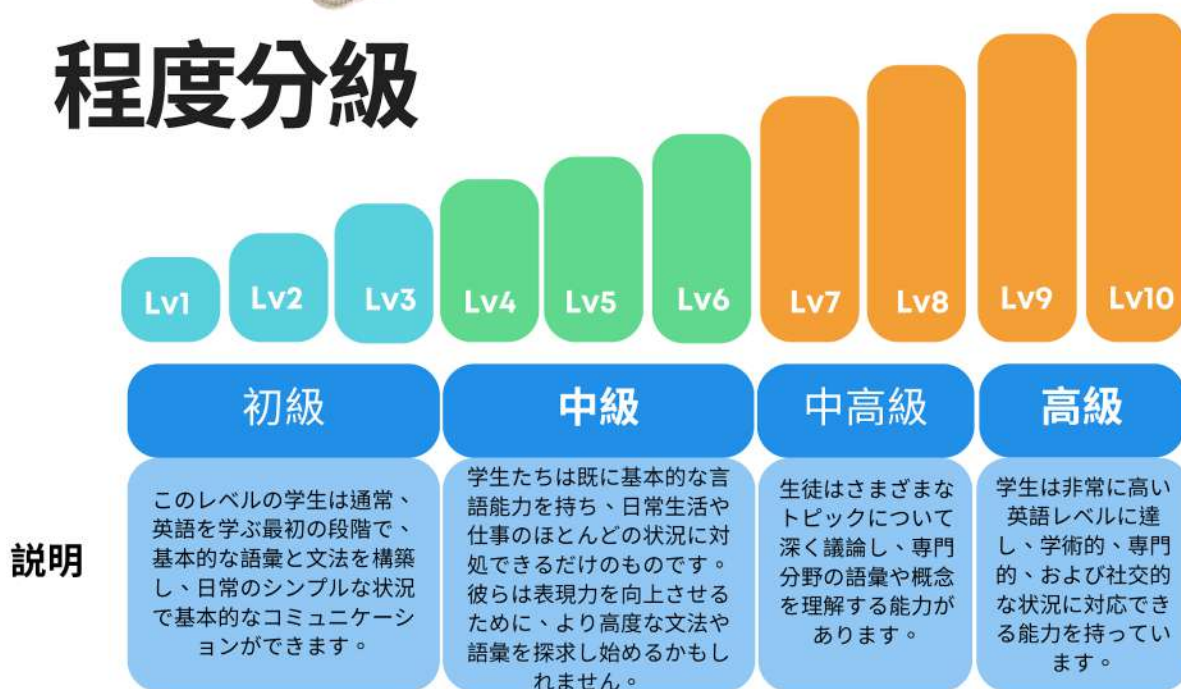 程度分級
Lv1
Lv2
Lv3
Lv4
Lv5
Lv6
Lv7
Lv8
Lv9
Lv10
初級
中級
中高級
高級
説明
このレベルの学生は通常、
英語を学ぶ最初の段階で、
基本的な語彙と文法を構築
し、日常のシンプルな状況
で基本的なコミュニケーシ
ョンができます。
学生たちは既に基本的な言
語能力を持ち、日常生活や
仕事のほとんどの状況に対
処できるだけのものです。
彼らは表現力を向上させる
ために、より高度な文法や
語彙を探求し始めるかもし
れません。
生徒はさまざまな
トピックについて
深く議論し、専門
分野の語彙や概念
を理解する能力が
あります。
学生は非常に高い
英語レベルに達
し、学術的、専門
的、および社交的
な状況に対応でき
る能力を持ってい
ます。